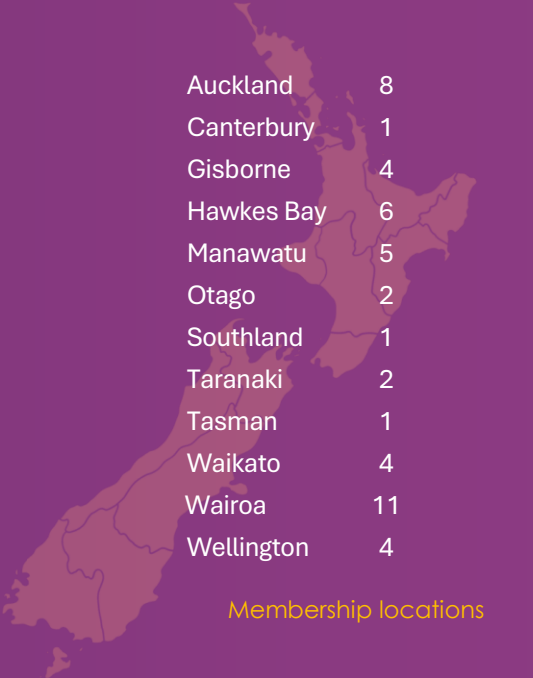 Auckland 8
Canterbury 1
Gisborne 4
Hawkes Bay 6
Manawatu 5
Otago 2
Southland 1
Taranaki 2
Tasman 1
Waikato 4
Wairoa 11
Wellington 4
Membership locations